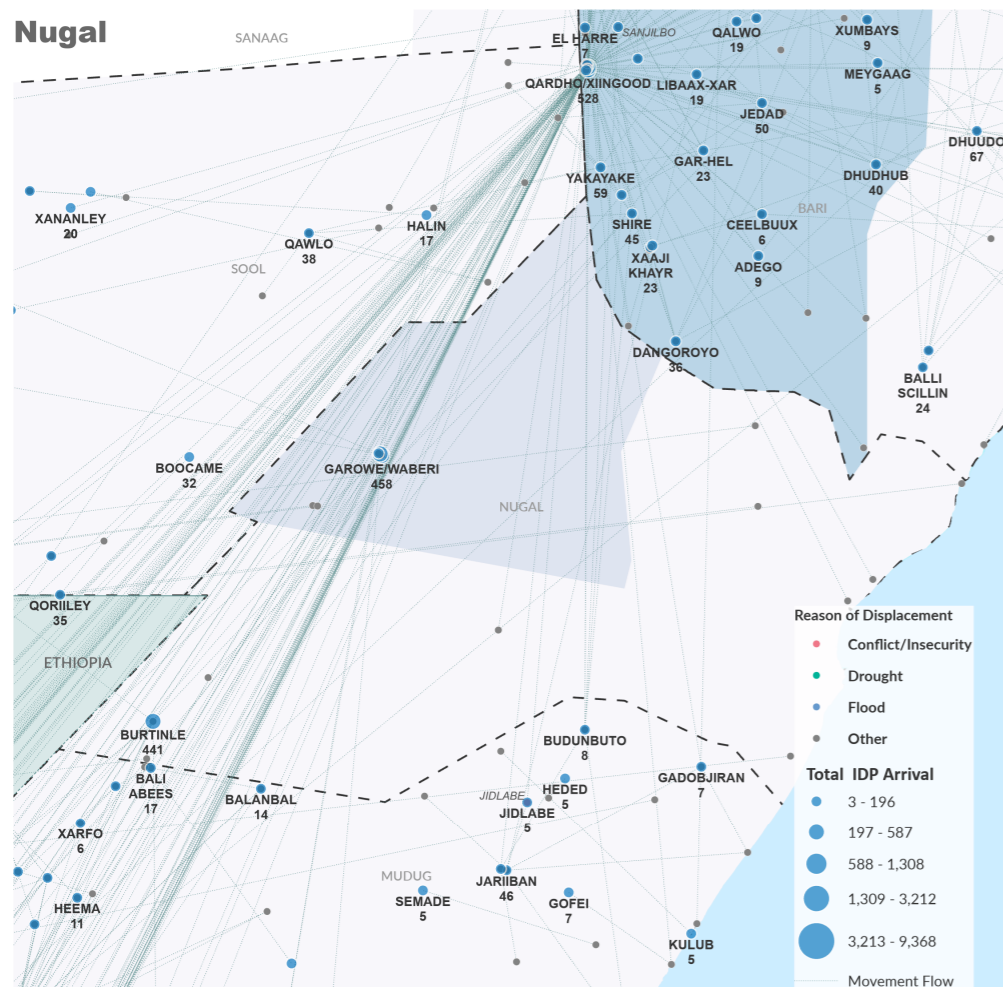 Nugal
SANAAG
EL HARRE
7
SANJILBO
QALWO
19
XUMBAYS
9
QARDHO/XIINGOOD
528
LIBAAX-XAR
19
MEYGAAG
5
JEDAD
50
DHUUDO
67
GAR-HEL
23
YAKAYAKE
59
DHUDHUB
40
XANANLEY
20
QAWLO
38
HALIN
17
SHIRE
45
BARI
CEELBUUX
6
SOOL
XAAJI
KHAYR
23
ADEGO
9
DANGOROYO
36
BALLI
SCILLIN
24
BOOCAME
32
GAROWE/WABERI
458
NUGAL
QORIILEY
35
ETHIOPIA
BURTINLE
441
BALI
ABEES
17
BALANBAL
14
BUDUNBUTO
8
HEDED
5
GADOBJIRAN
7
JIDLABE
JIDLABE
5
XARFO
6
MUDUG
JARIIBAN
46
SEMADE
5
GOFEI
7
HEEMA
11
KULUB
5
Reason of Displacement
Conflict/Insecurity
Drought
Flood
Other
Total IDP Arrival
3 - 196
197 - 587
588 - 1,308
1,309 - 3,212
3,213 - 9,368
Movement Flow